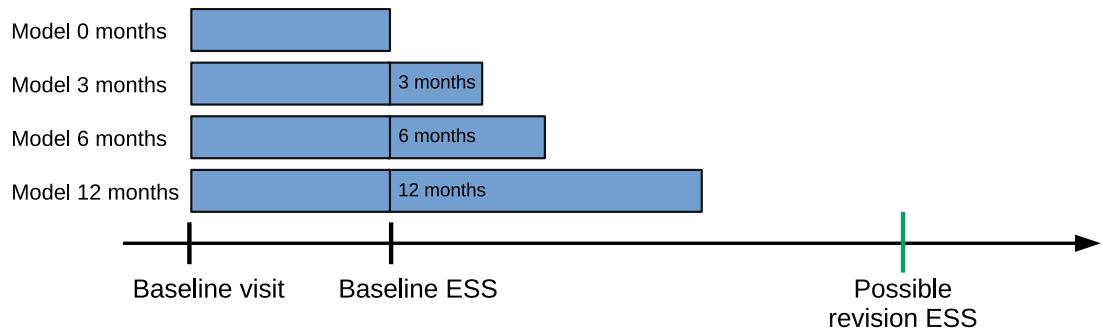 Model 0 months
Model 3 months
3 months
Model 6 months
6 months
Model 12 months
12 months
Baseline visit
Baseline ESS
Possible
revision ESS